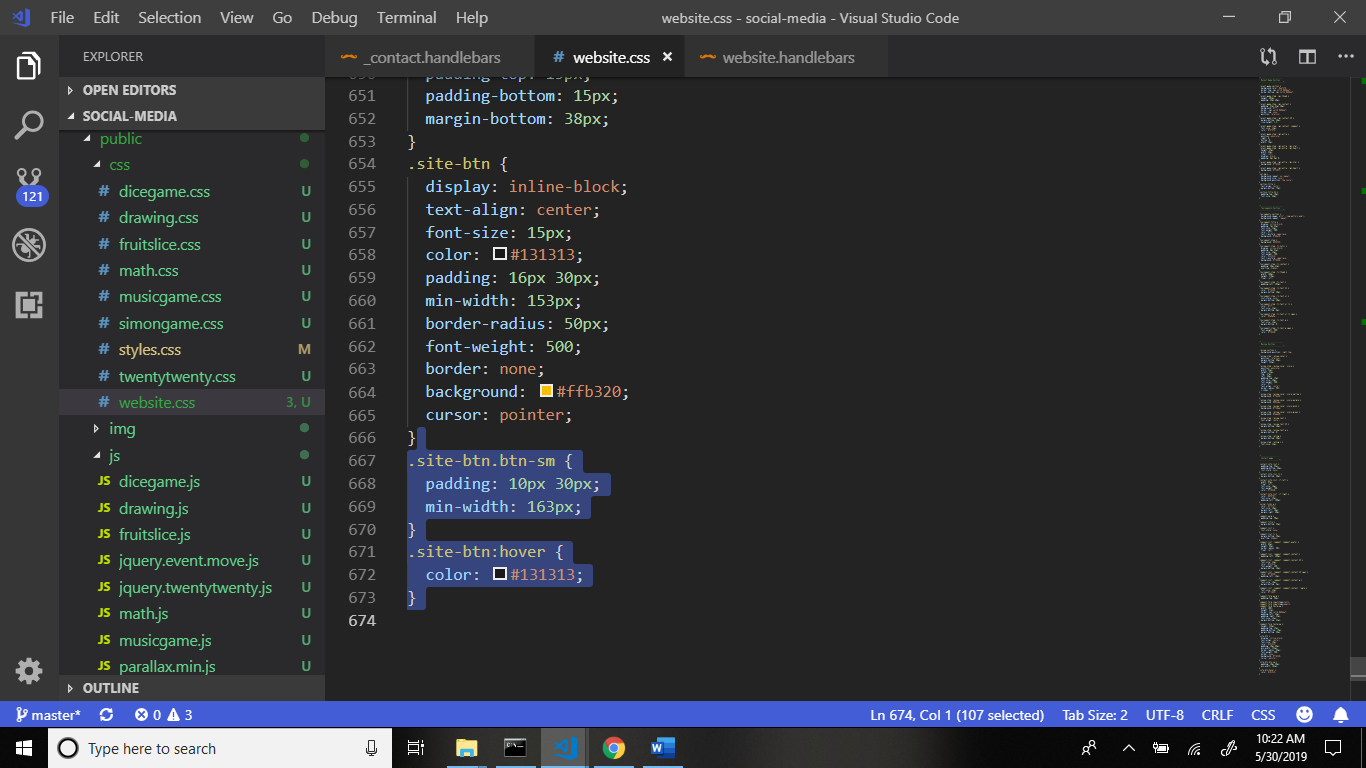 File Edit Selection View Go Debug Terminal Help
website.css - social-media - Visual Studio Code
EXPLORER
OPEN EDITORS
SOCIAL-MEDIA
public
css
# dicegame.css U
# drawing.css U
# fruitslice.css U
# math.css U
# musicgame.css U
# simongame.css U
# styles.css M
# twentytwenty.css U
# website.css 3, U
img
js
JS dicegame.js U
JS drawing.js U
JS fruitslice.js U
JS jquery.event.move.js U
JS jquery.twentytwenty.js U
JS math.js U
JS musicgame.js U
JS parallax.min.js U
OUTLINE
121
_contact.handlebars
# website.css
website.handlebars
650 padding-top: 15px;
651 padding-bottom: 15px;
652 margin-bottom: 38px;
653 }
654 .site-btn {
655 display: inline-block;
656 text-align: center;
657 font-size: 15px;
658 color: #131313;
659 padding: 16px 30px;
660 min-width: 153px;
661 border-radius: 50px;
662 font-weight: 500;
663 border: none;
664 background: #ffb320;
665 cursor: pointer;
666 }
667 .site-btn.btn-sm {
668 padding: 10px 30px;
669 min-width: 163px;
670 }
671 .site-btn:hover {
672 color: #131313;
673 }
674
master* 0 3
Ln 674, Col 1 (107 selected) Tab Size: 2 UTF-8 CRLF CSS
Type here to search
10:22 AM
5/30/2019